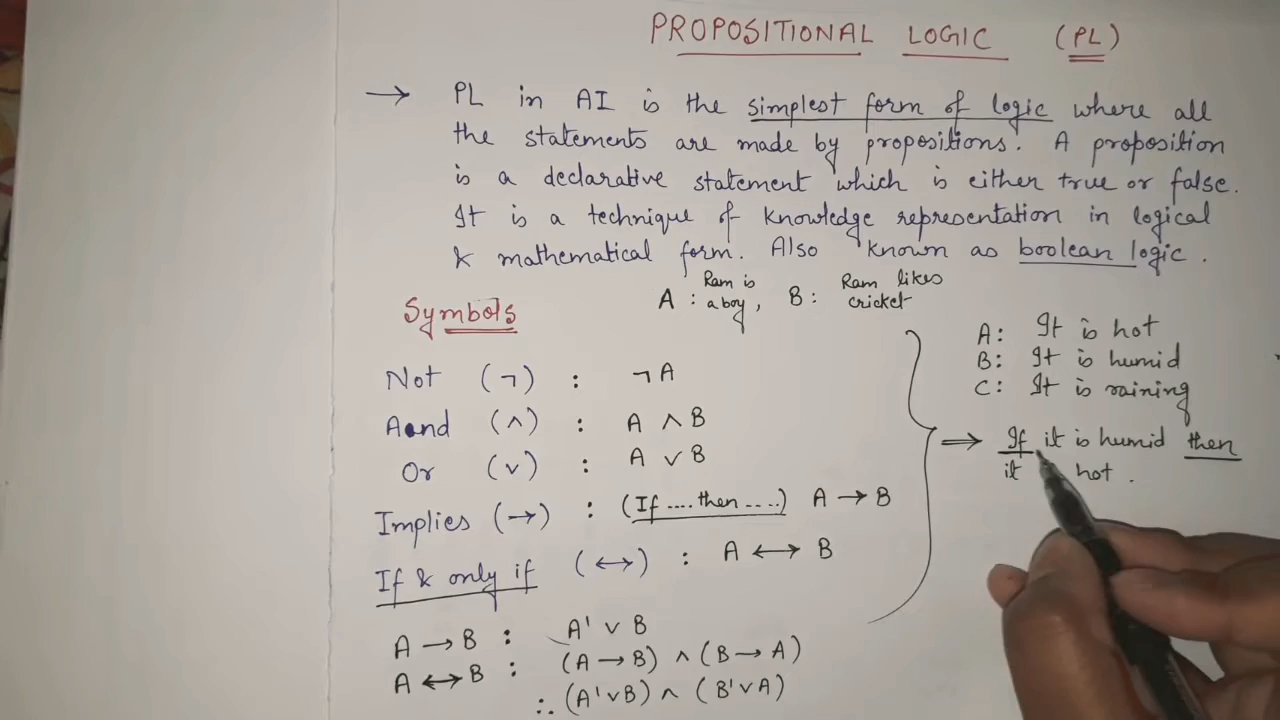 PROPOSITIONAL LOGIC (PL)
→ PL in AI is the simplest form of logic where all
the statements are made by propositions. A proposition
is a declarative statement which is either true or false.
It is a technique of knowledge representation in logical
& mathematical form. Also known as boolean logic.
A : Ram is a boy, B : Ram likes cricket
Symbols
Not (¬) : ¬A
And (∧) : A ∧ B
Or (∨) : A ∨ B
Implies (→) : (If .... then ....) A → B
If & only if (↔) : A ↔ B
A → B : A' ∨ B
A ↔ B : (A → B) ∧ (B → A)
∴ (A' ∨ B) ∧ (B' ∨ A)
A: It is hot
B: It is humid
C: It is raining
⇒ If it is humid then
it hot.